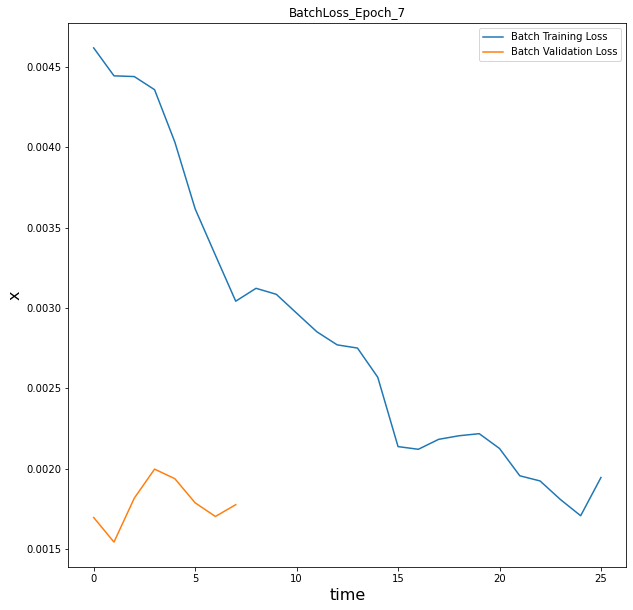 BatchLoss_Epoch_7
Batch Training Loss
Batch Validation Loss
0.0045
0.0040
0.0035
0.0030
0.0025
0.0020
0.0015
x
0 5 10 15 20 25
time